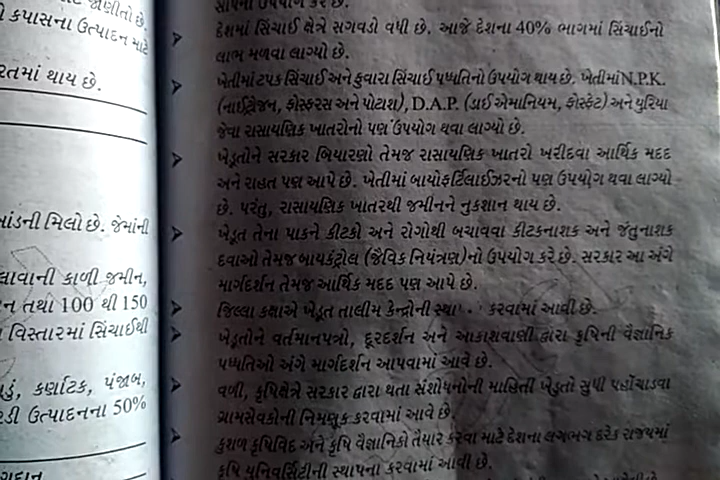 જાણીતો છે.
કપાસના ઉત્પાદન માટે
રતમાં થાય છે.
ખાંડની મિલો છે. જેમાંની
લાવાની કાળી જમીન,
ન તથા 100 થી 150
વિસ્તારમાં સિંચાઈથી
કર્ણાટક, પંજાબ,
ઉત્પાદનના 50%
ઉપયોગ કરે છે.
➤ દેશમાં સિંચાઈ ક્ષેત્રે સગવડો વધી છે. આજે દેશના 40% ભાગમાં સિંચાઈનો
લાભ મળવા લાગ્યો છે.
➤ ખેતીમાં ટપક સિંચાઈ અને ફુવારા સિંચાઈ પધ્ધતિનો ઉપયોગ થાય છે. ખેતીમાં N.P.K.
(નાઈટ્રોજન, ફોસ્ફરસ અને પોટાશ), D.A.P. (ડાઈ એમોનિયમ, ફોસ્ફેટ) અને યુરિયા
જેવા રાસાયણિક ખાતરોનો પણ ઉપયોગ થવા લાગ્યો છે.
➤ ખેડૂતોને સરકાર બિયારણો તેમજ રાસાયણિક ખાતરો ખરીદવા આર્થિક મદદ
અને રાહત પણ આપે છે. ખેતીમાં બાયોફર્ટિલાઈઝરનો પણ ઉપયોગ થવા લાગ્યો
છે. પરંતુ, રાસાયણિક ખાતરથી જમીનને નુકશાન થાય છે.
➤ ખેડૂત તેના પાકને કીટકો અને રોગોથી બચાવવા કીટકનાશક અને જંતુનાશક
દવાઓ તેમજ બાયકંટ્રોલ (જૈવિક નિયંત્રણ)નો ઉપયોગ કરે છે. સરકાર આ અંગે
માર્ગદર્શન તેમજ આર્થિક મદદ પણ આપે છે.
➤ જિલ્લા કક્ષાએ ખેડૂત તાલીમ કેન્દ્રોની કરવામાં આવી છે.
➤ ખેડૂતોને વર્તમાનપત્રો, દૂરદર્શન અને આકાશવાણી દ્વારા કૃષિની વૈજ્ઞાનિક
પધ્ધતિઓ અંગે માર્ગદર્શન આપવામાં આવે છે.
➤ વળી, કૃષિક્ષેત્રે સરકાર દ્વારા થતા સંશોધનોની માહિતી ખેડૂતો સુધી પહોંચાડવા
ગ્રામસેવકોની નિમણૂક કરવામાં આવે છે.
➤ કુશળ કૃષિવિદ અને કૃષિ વૈજ્ઞાનિકો તૈયાર કરવા માટે દેશના લગભગ દરેક રાજ્યમાં
કૃષિ યુનિવર્સિટીની સ્થાપના કરવામાં આવી છે.